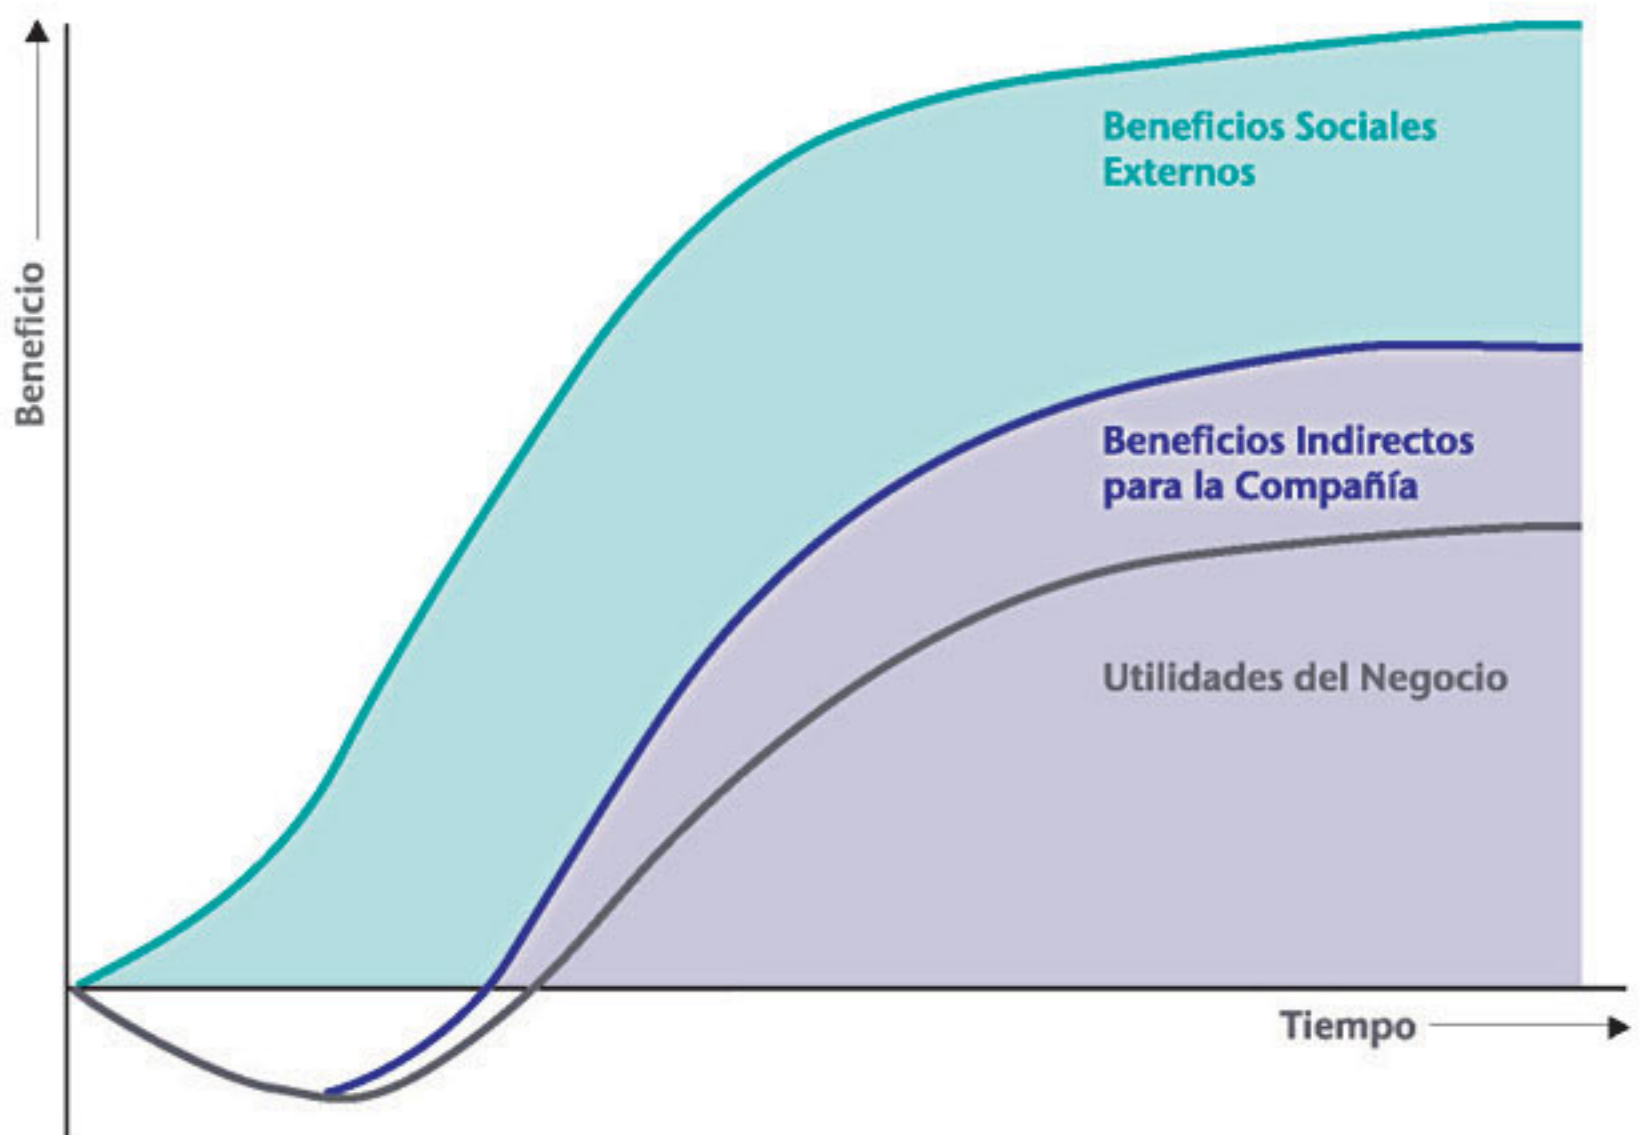 Beneficio
Beneficios Sociales
Externos
Beneficios Indirectos
para la Compañía
Utilidades del Negocio
Tiempo